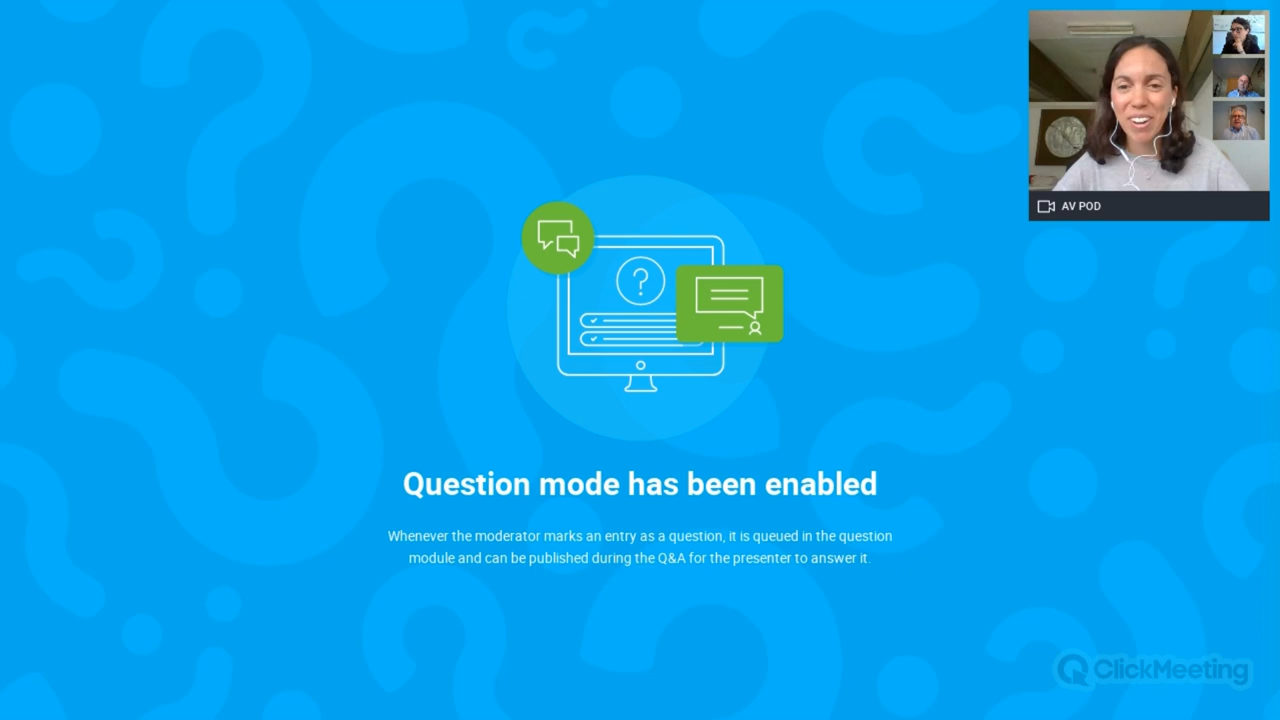 AV POD
Question mode has been enabled
Whenever the moderator marks an entry as a question, it is queued in the question
module and can be published during the Q&A for the presenter to answer it.
ClickMeeting